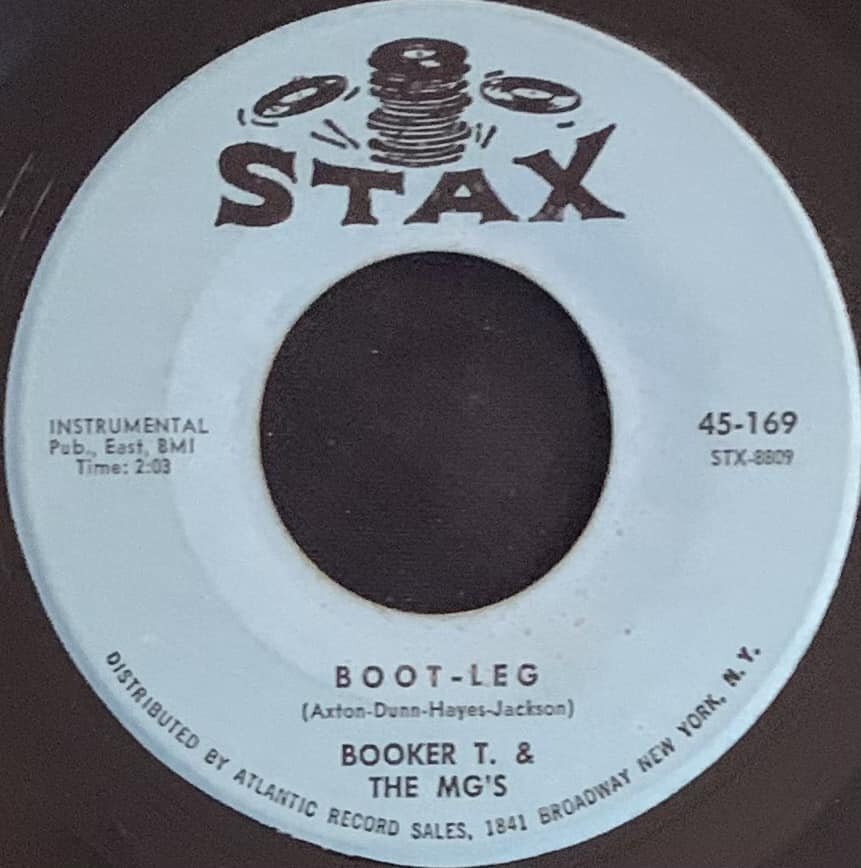 STAX
INSTRUMENTAL
Pub., East, BMI
Time: 2:03
45-169
STX-8809
BOOT-LEG
(Axton-Dunn-Hayes-Jackson)
BOOKER T. &
THE MG'S
DISTRIBUTED BY ATLANTIC RECORD SALES, 1841 BROADWAY NEW YORK, N.Y.